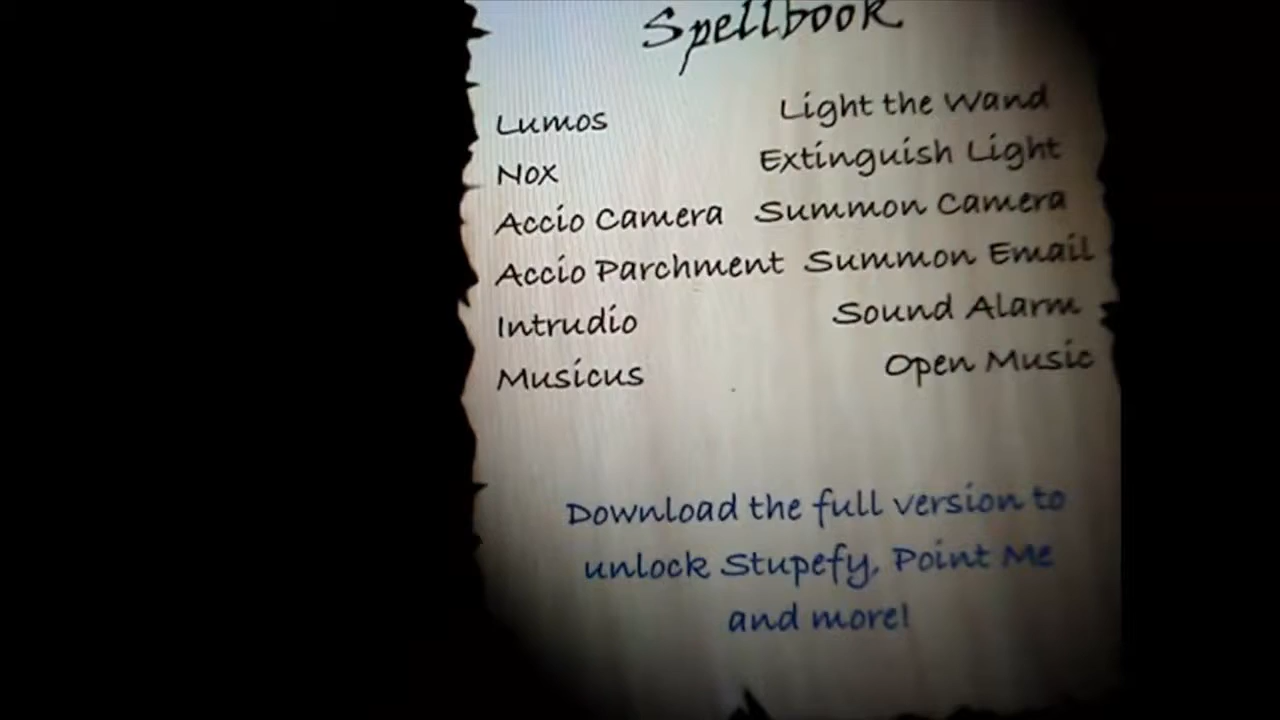 Spellbook
Lumos Light the Wand
Nox Extinguish Light
Accio Camera Summon Camera
Accio Parchment Summon Email
Intrudio Sound Alarm
Musicus Open Music
Download the full version to
unlock Stupefy, Point Me
and more!